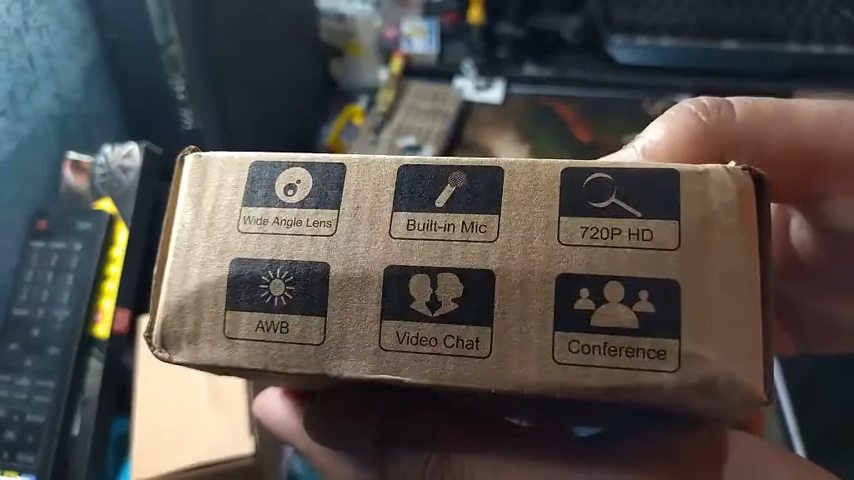 Wide Angle Lens
Built-in Mic
720P HD
AWB
Video Chat
Conference